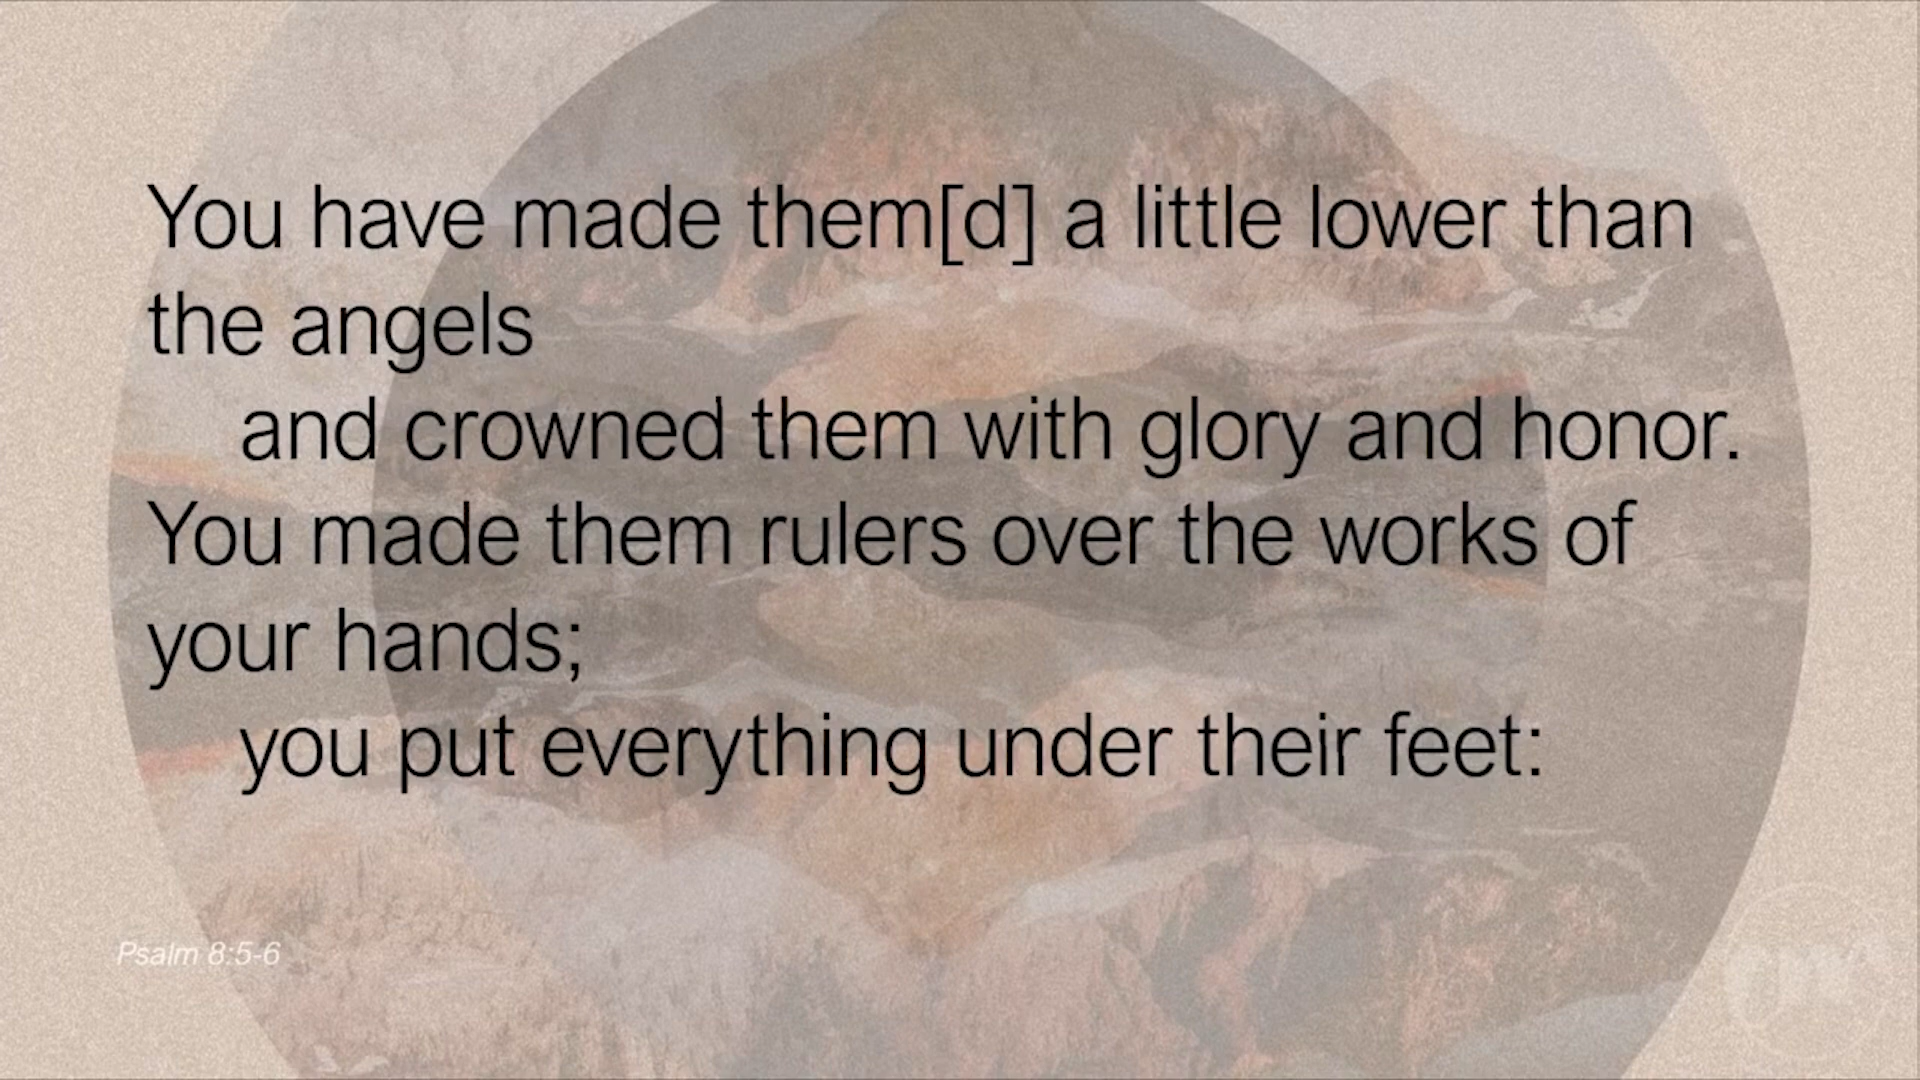 You have made them[d] a little lower than
the angels
and crowned them with glory and honor.
You made them rulers over the works of
your hands;
you put everything under their feet:
Psalm 8:5-6